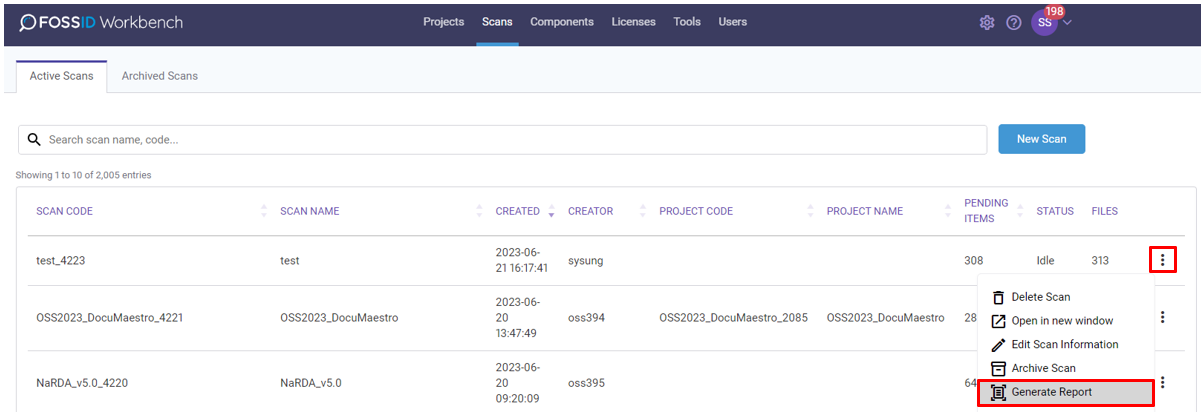 FOSSID Workbench
Projects Scans Components Licenses Tools Users
198
SS
Active Scans Archived Scans
Search scan name, code...
New Scan
Showing 1 to 10 of 2,005 entries
SCAN CODE SCAN NAME CREATED CREATOR PROJECT CODE PROJECT NAME PENDING ITEMS STATUS FILES
test_4223 test 2023-06-21 16:17:41 sysung 308 Idle 313
OSS2023_DocuMaestro_4221 OSS2023_DocuMaestro 2023-06-20 13:47:49 oss394 OSS2023_DocuMaestro_2085 OSS2023_DocuMaestro 28
NaRDA_v5.0_4220 NaRDA_v5.0 2023-06-20 09:20:09 oss395 64
Delete Scan
Open in new window
Edit Scan Information
Archive Scan
Generate Report